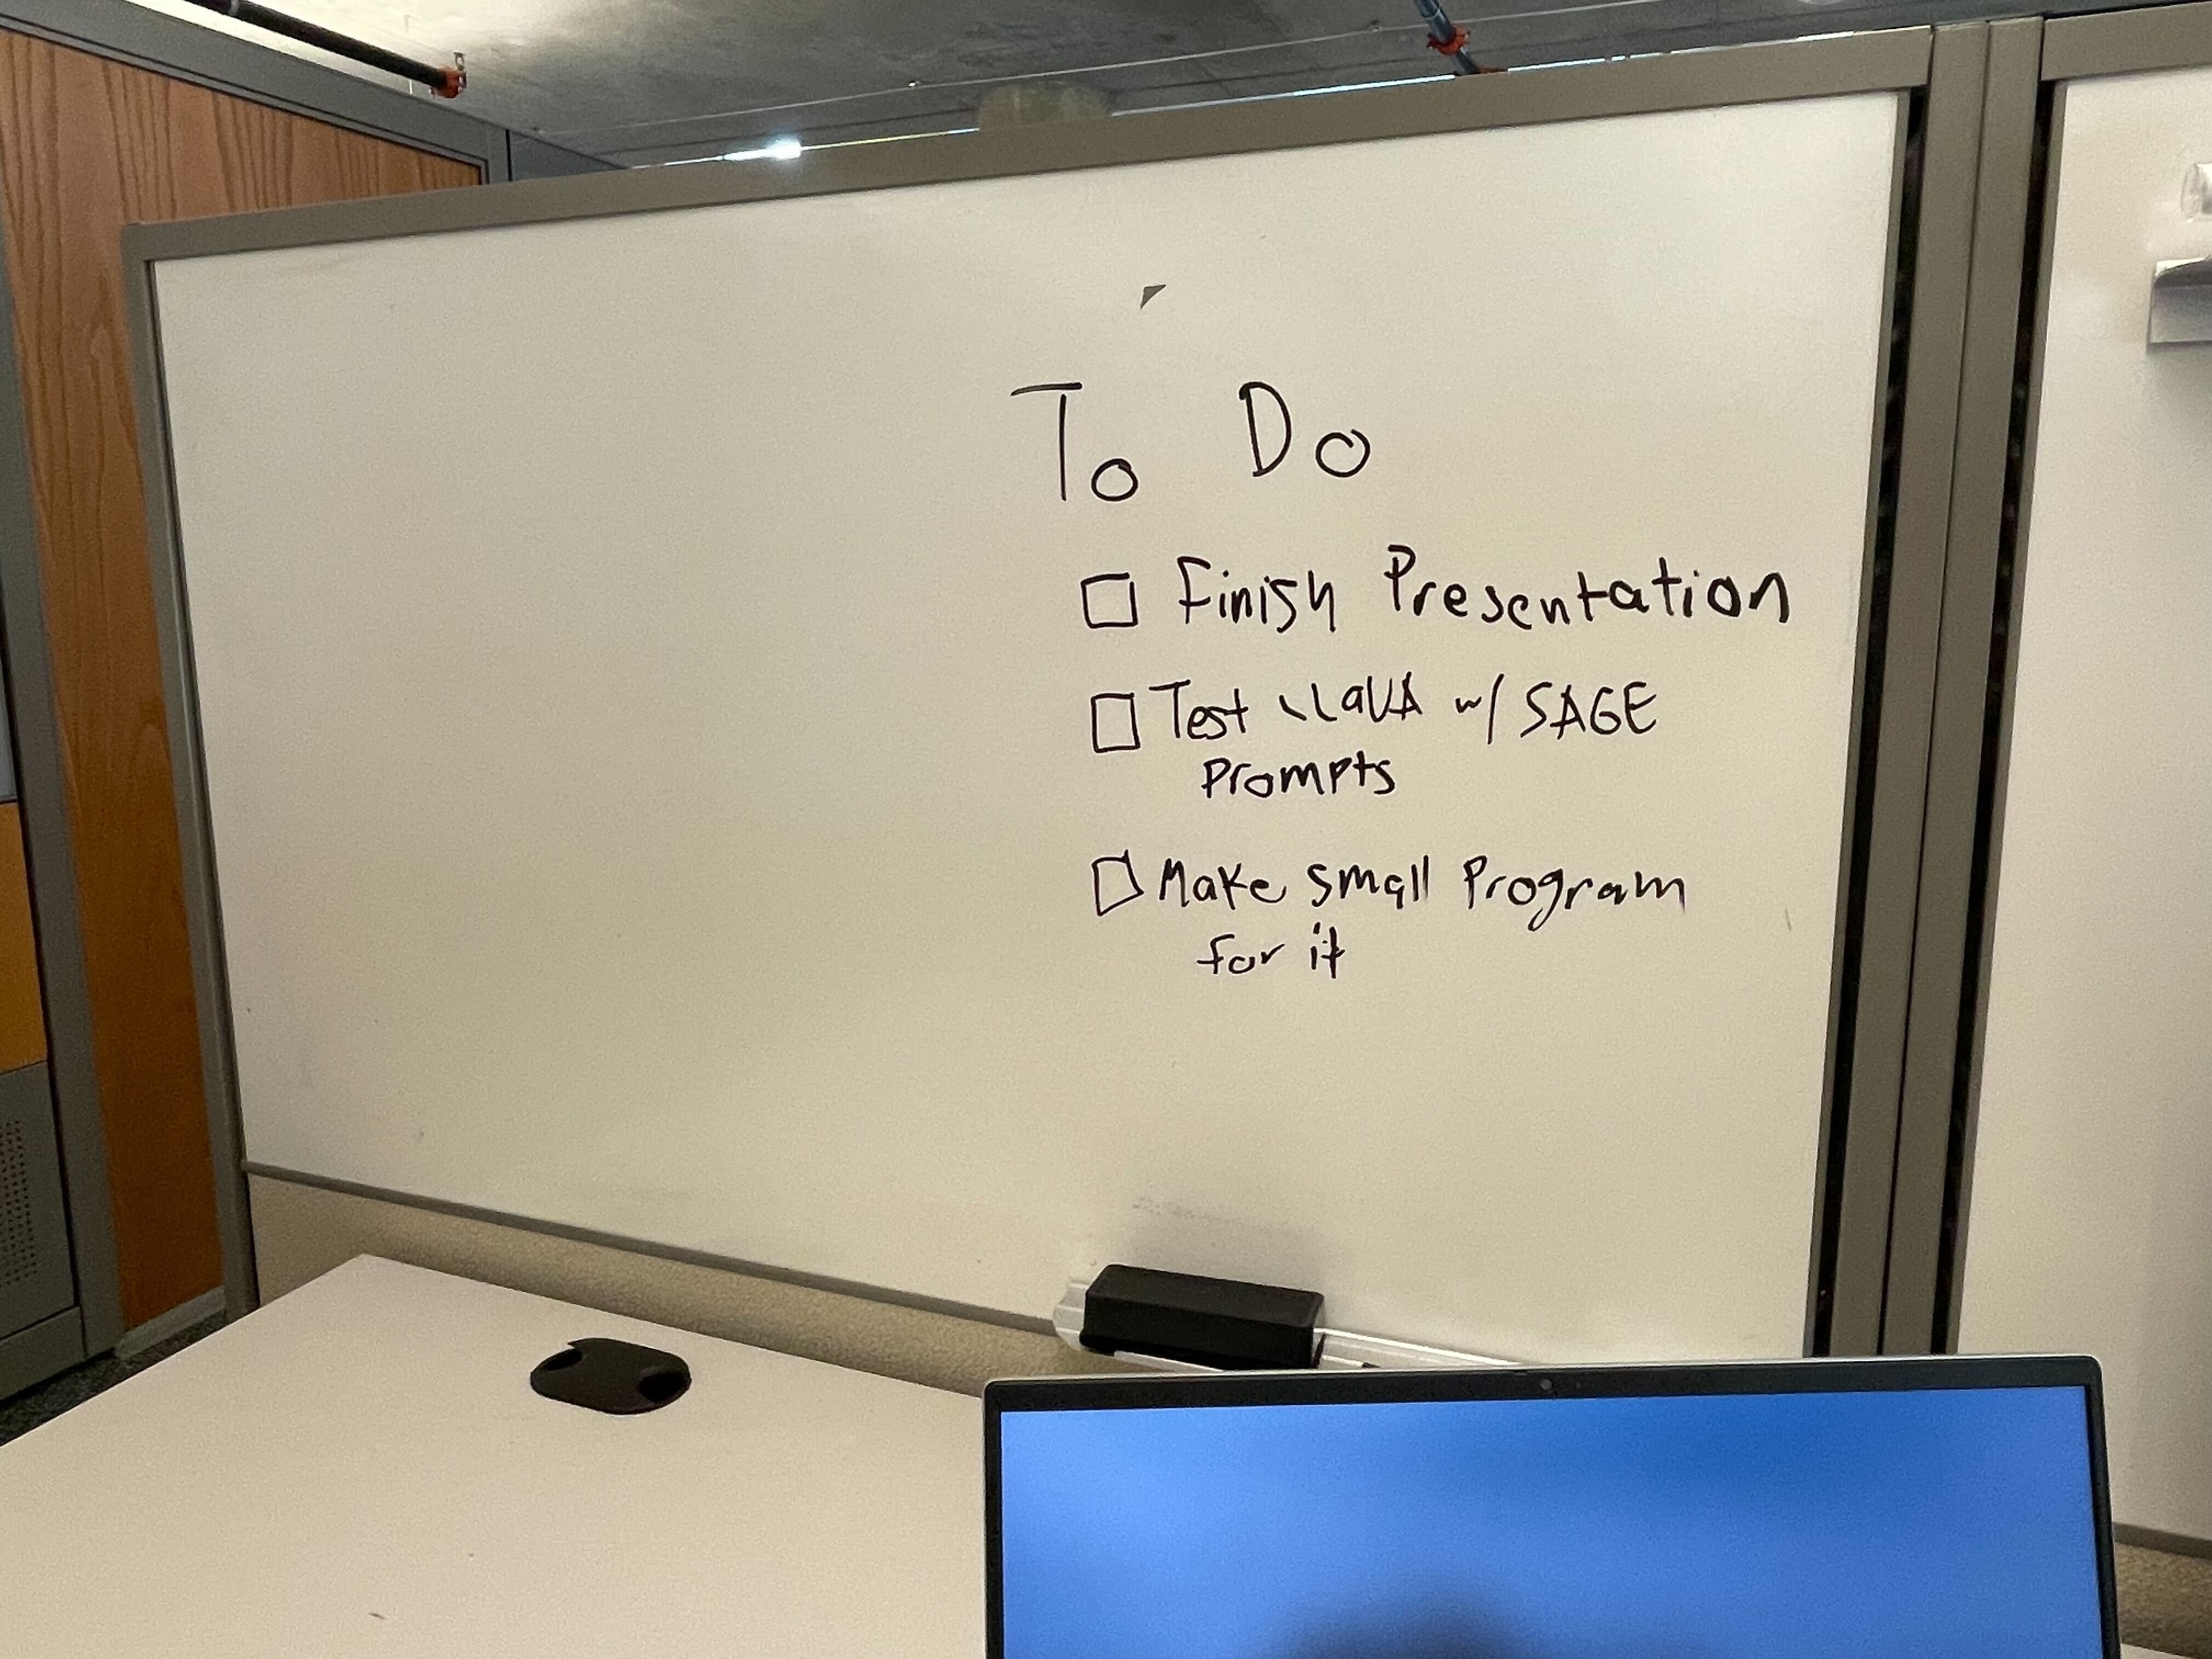 To Do
Finish Presentation
Test LLaVA w/ SAGE
Prompts
Make small Program
for it